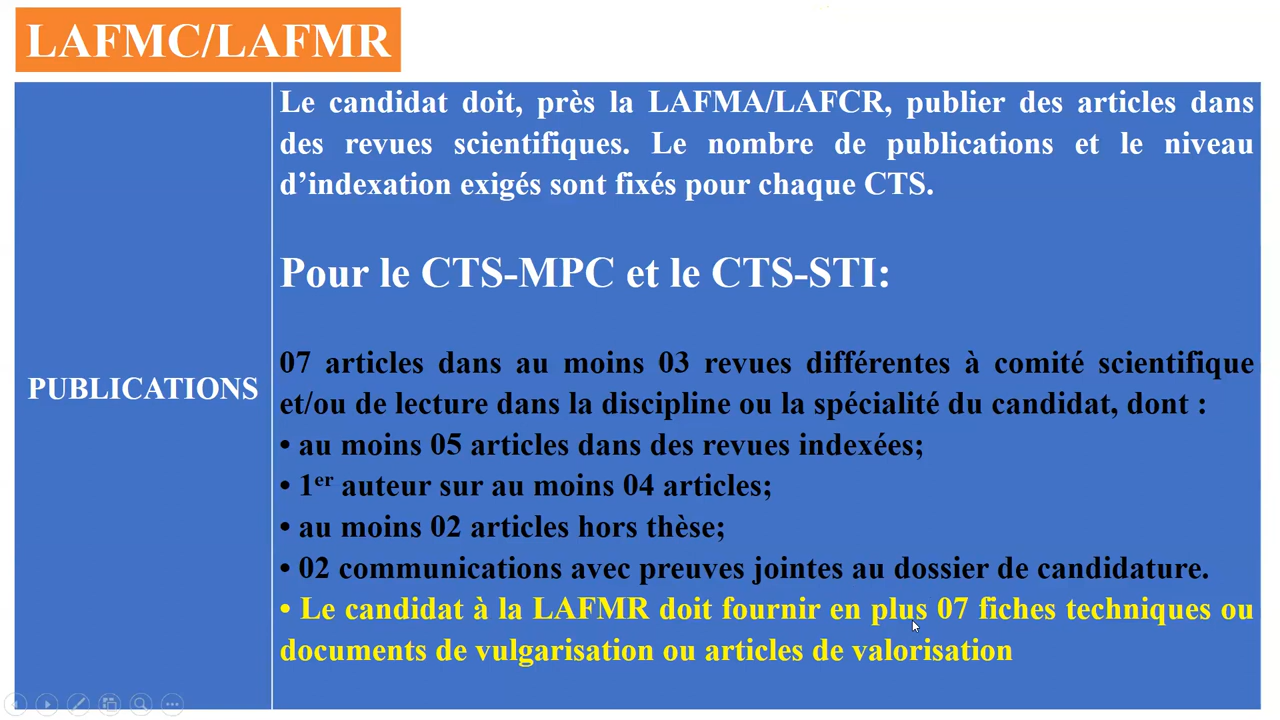 LAFMC/LAFMR
PUBLICATIONS
Le candidat doit, près la LAFMA/LAFCR, publier des articles dans
des revues scientifiques. Le nombre de publications et le niveau
d’indexation exigés sont fixés pour chaque CTS.
Pour le CTS-MPC et le CTS-STI:
07 articles dans au moins 03 revues différentes à comité scientifique
et/ou de lecture dans la discipline ou la spécialité du candidat, dont :
• au moins 05 articles dans des revues indexées;
• 1er auteur sur au moins 04 articles;
• au moins 02 articles hors thèse;
• 02 communications avec preuves jointes au dossier de candidature.
• Le candidat à la LAFMR doit fournir en plus 07 fiches techniques ou
documents de vulgarisation ou articles de valorisation